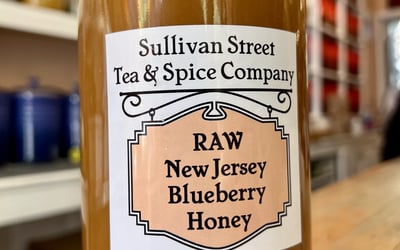 Sullivan Street
Tea & Spice Company
RAW
New Jersey
Blueberry
Honey